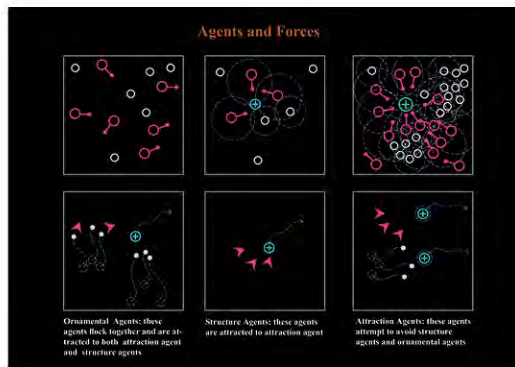 Agents and Forces
Ornamental Agents: these
agents flock together and are at-
tracted to both attraction agent
and structure agents
Structure Agents: these agents
are attracted to attraction agent
Attraction Agents: these agents
attempt to avoid structure
agents and ornamental agents